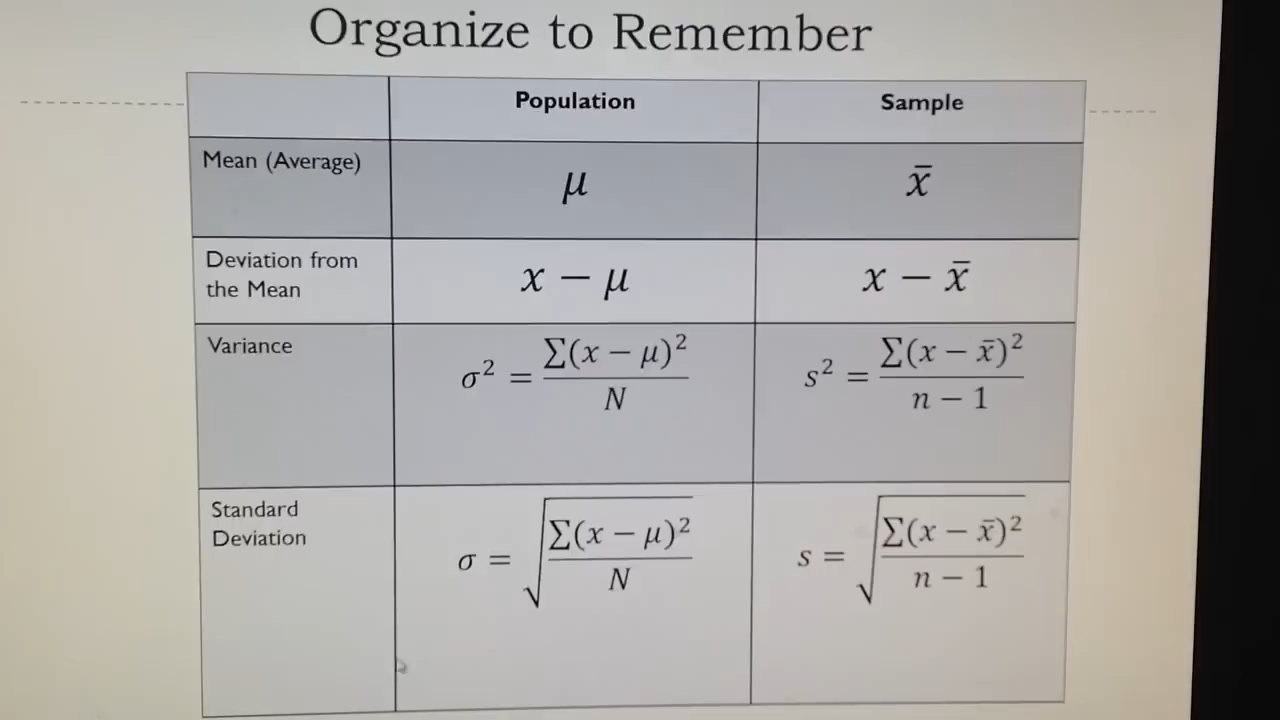 Organize to Remember
Population Sample
Mean (Average) μ x̄
Deviation from
the Mean
x − μ x − x̄
Variance σ² = Σ(x − μ)² / N s² = Σ(x − x̄)² / n − 1
Standard
Deviation
σ = √(Σ(x − μ)² / N) s = √(Σ(x − x̄)² / n − 1)